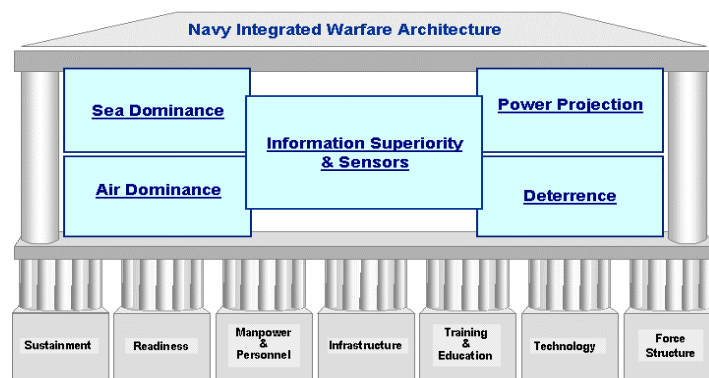 Navy Integrated Warfare Architecture
Sea Dominance
Power Projection
Information Superiority
& Sensors
Air Dominance
Deterrence
Sustainment
Readiness
Manpower
&
Personnel
Infrastructure
Training
&
Education
Technology
Force
Structure